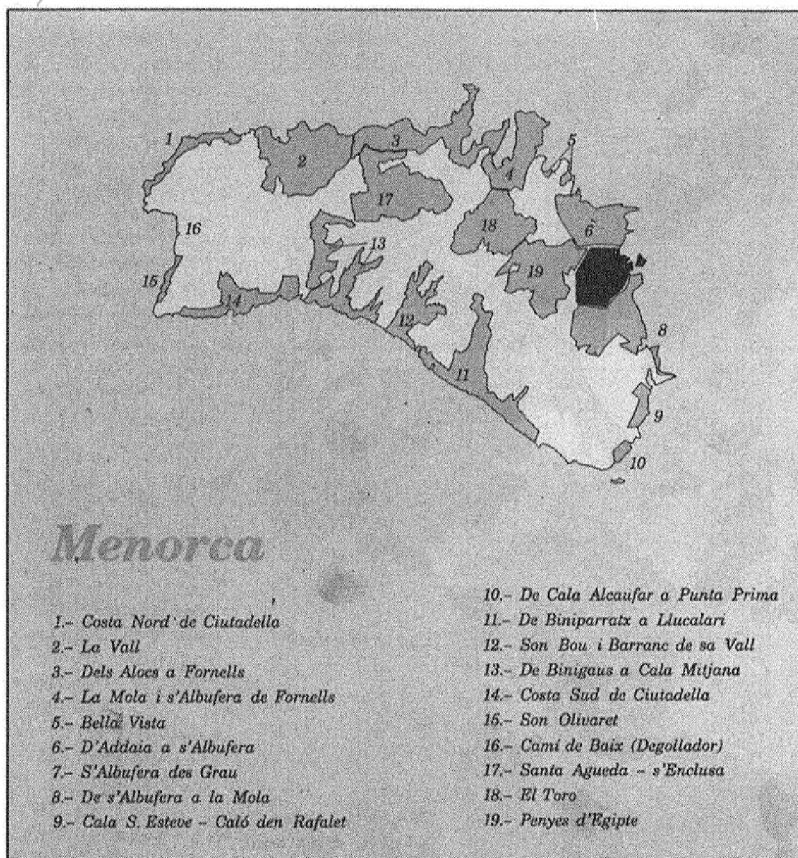 1
2
3
4
5
6
8
9
10
11
12
13
14
15
16
17
18
19
Menorca
1.- Costa Nord de Ciutadella
2.- La Vall
3.- Dels Alocs a Fornells
4.- La Mola i s'Albufera de Fornells
5.- Bella Vista
6.- D'Addaia a s'Albufera
7.- S'Albufera des Grau
8.- De s'Albufera a la Mola
9.- Cala S. Esteve - Caló den Rafalet
10.- De Cala Alcaufar a Punta Prima
11.- De Biniparratx a Llucalari
12.- Son Bou i Barranc de sa Vall
13.- De Binigaus a Cala Mitjana
14.- Costa Sud de Ciutadella
15.- Son Olivaret
16.- Camí de Baix (Degollador)
17.- Santa Agueda - s'Enclusa
18.- El Toro
19.- Penyes d'Egipte